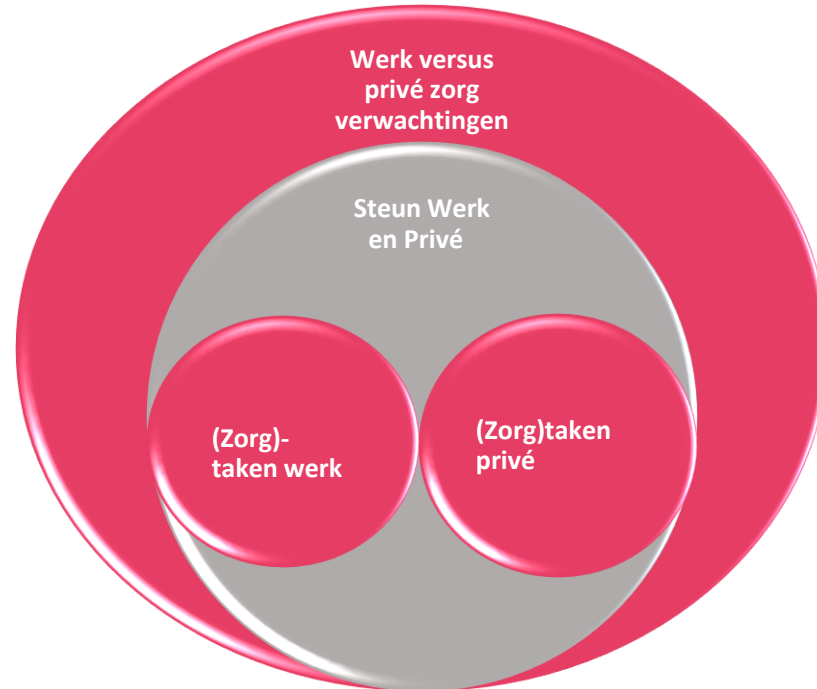 Werk versus
privé zorg
verwachtingen
Steun Werk
en Privé
(Zorg)-
taken werk
(Zorg)taken
privé